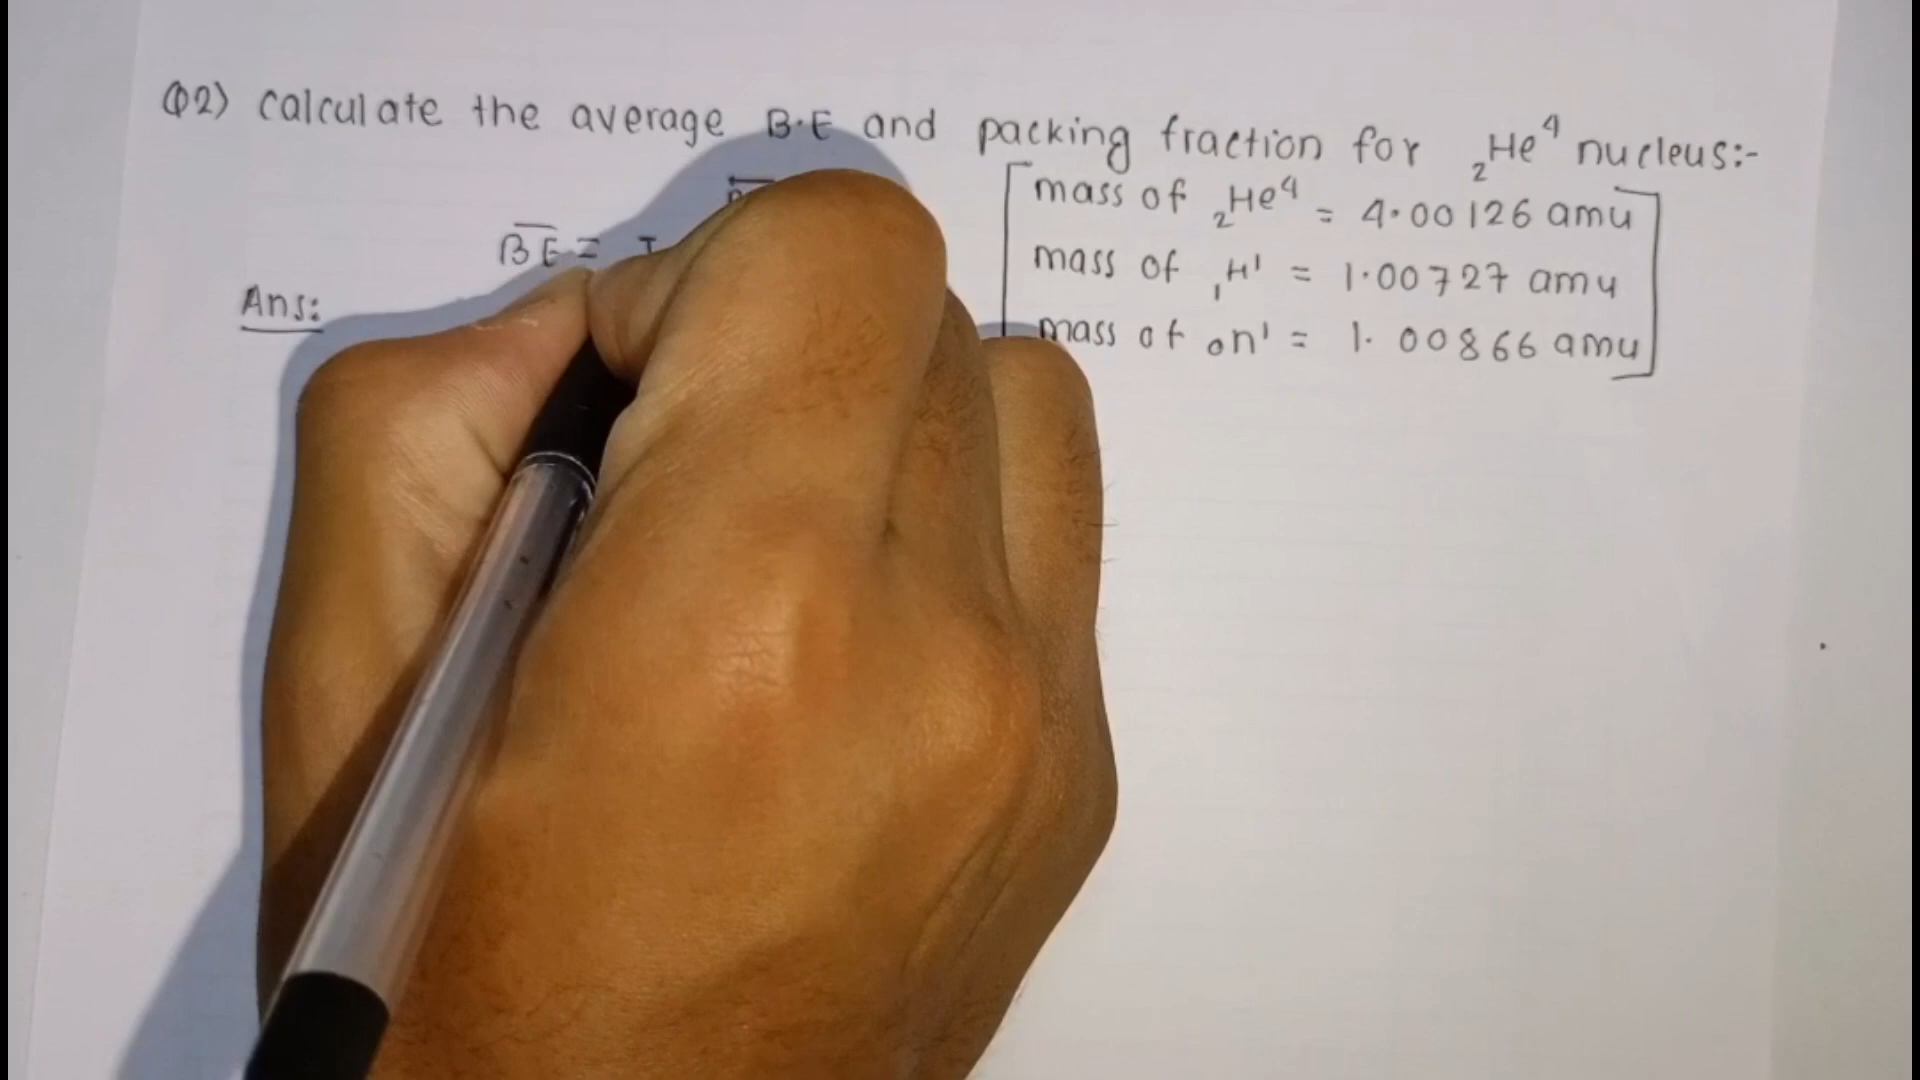 Q2) Calculate the average B.E and packing fraction for ₂He⁴ nucleus:-
mass of ₂He⁴ = 4.00126 amu
mass of ₁H¹ = 1.00727 amu
mass of ₀n¹ = 1.00866 amu
B̅E̅ =
Ans: